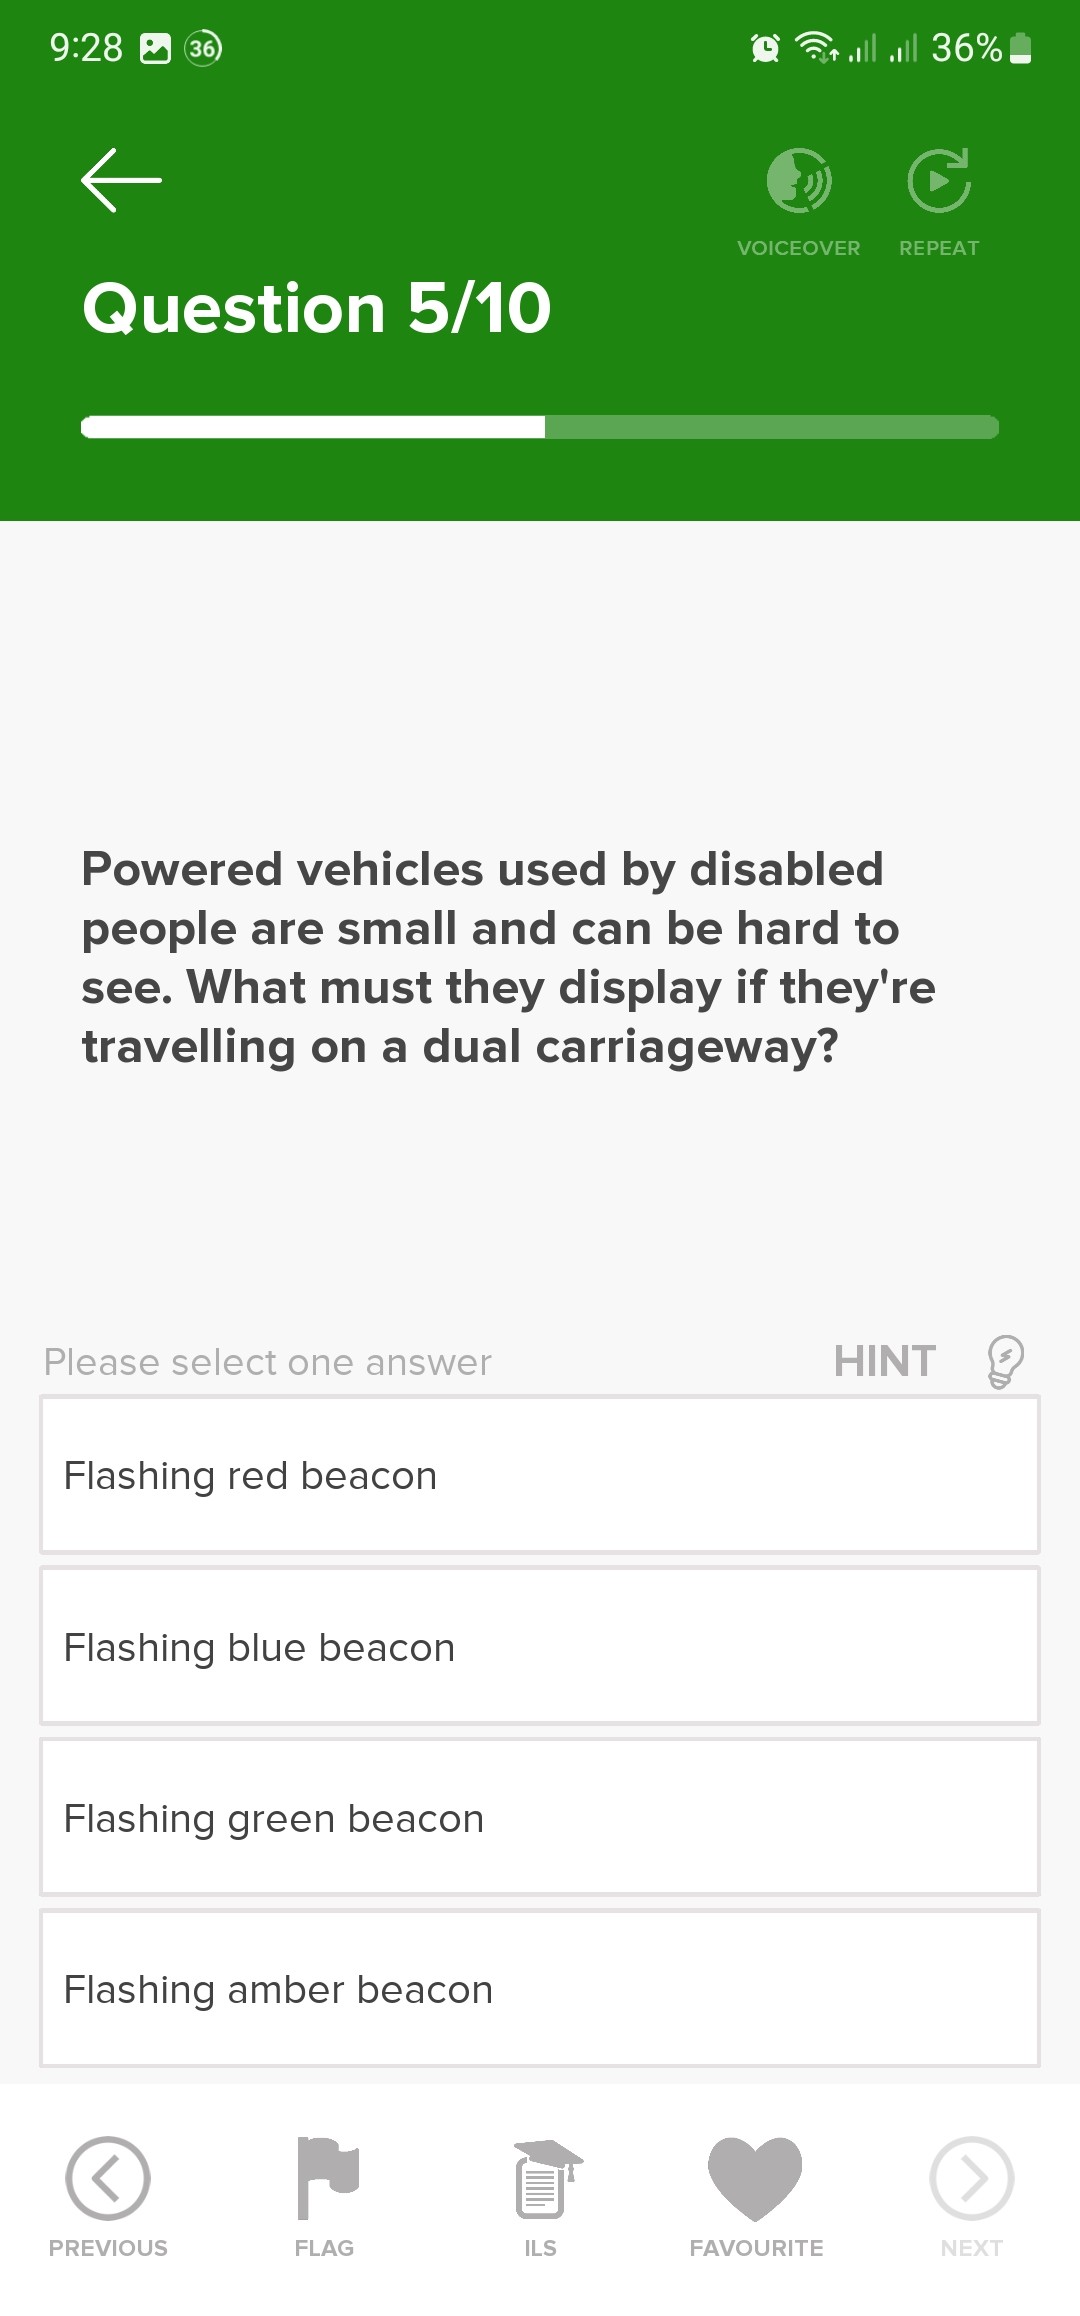 9:28
36
36%
VOICEOVER
REPEAT
Question 5/10
Powered vehicles used by disabled
people are small and can be hard to
see. What must they display if they're
travelling on a dual carriageway?
Please select one answer
HINT
Flashing red beacon
Flashing blue beacon
Flashing green beacon
Flashing amber beacon
PREVIOUS
FLAG
ILS
FAVOURITE
NEXT